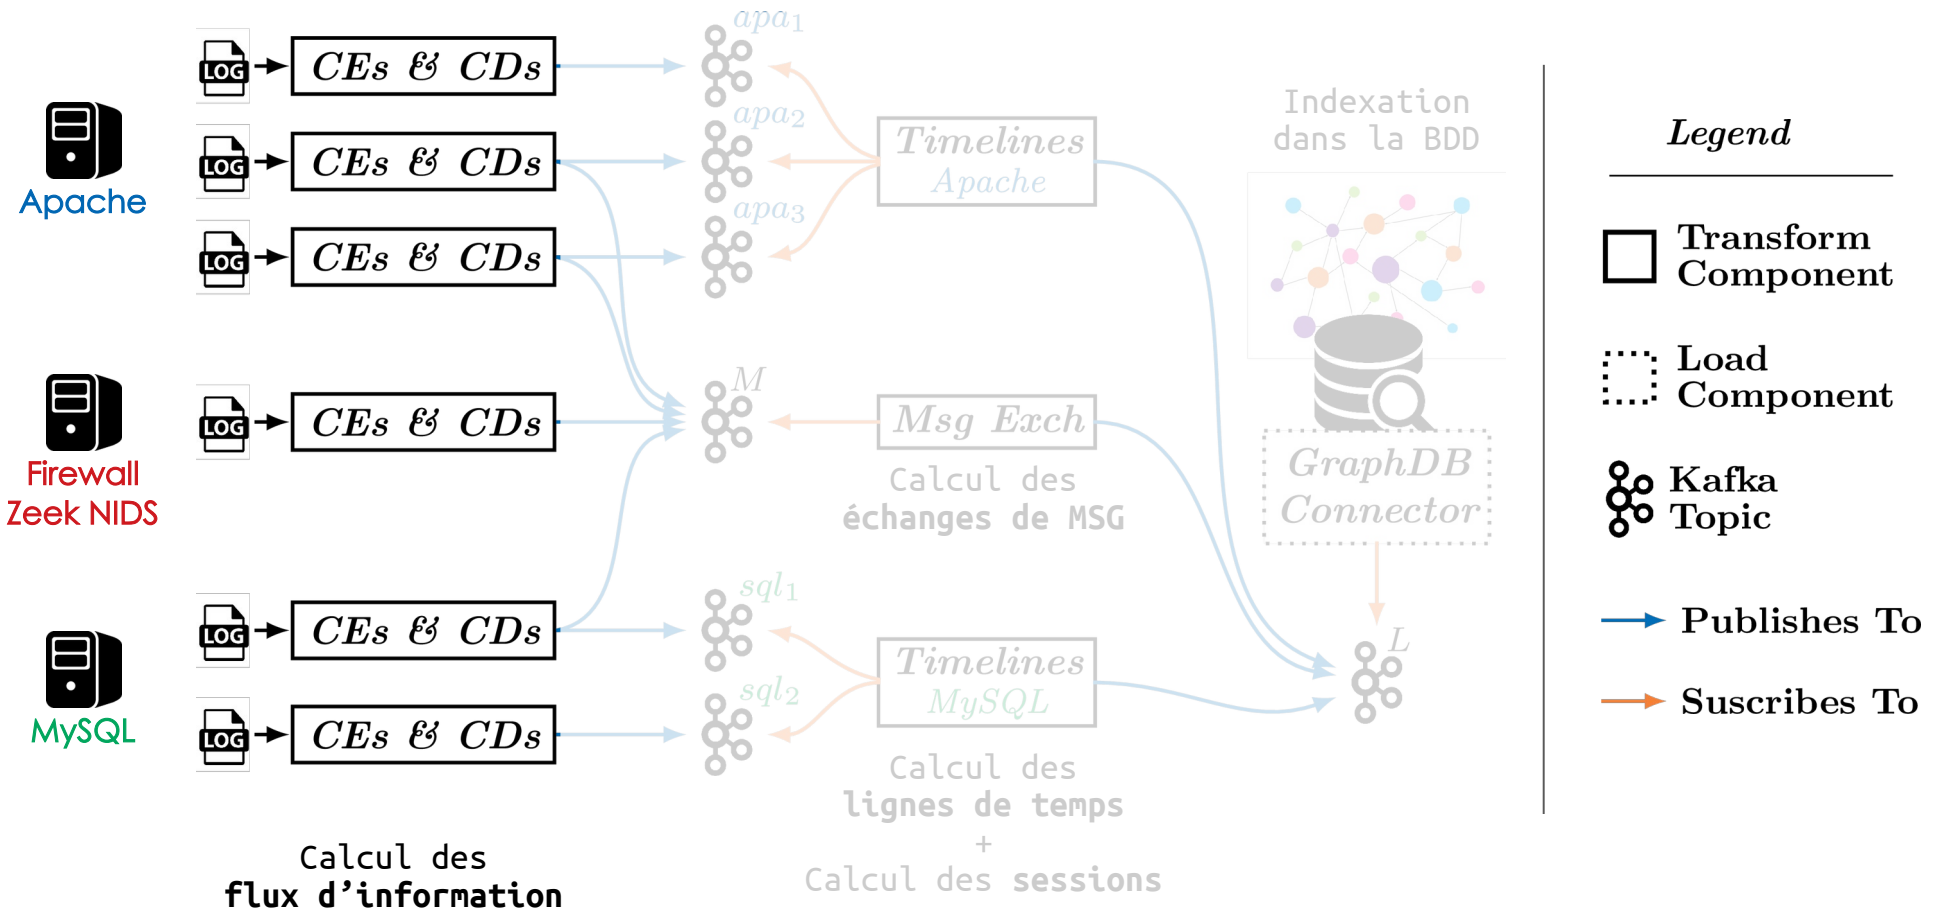 LOG
CEs & CDs
apa1
LOG
CEs & CDs
apa2
Apache
LOG
CEs & CDs
apa3
Timelines
Apache
Indexation
dans la BDD
LOG
CEs & CDs
M
Firewall
Zeek NIDS
Msg Exch
Calcul des
échanges de MSG
GraphDB
Connector
LOG
CEs & CDs
sql1
MySQL
LOG
CEs & CDs
sql2
Timelines
MySQL
L
Calcul des
lignes de temps
+
Calcul des sessions
Calcul des
flux d'information
Legend
Transform
Component
Load
Component
Kafka
Topic
Publishes To
Suscribes To